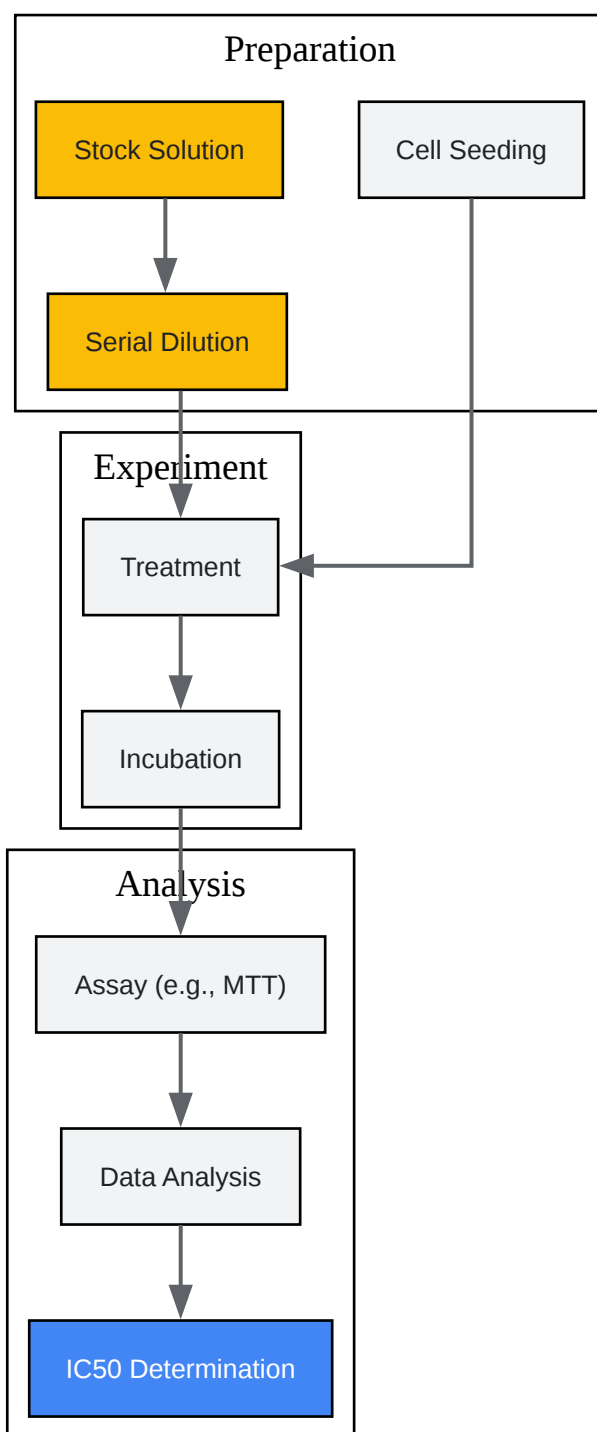 Preparation
Stock Solution
Cell Seeding
Serial Dilution
Experiment
Treatment
Incubation
Analysis
Assay (e.g., MTT)
Data Analysis
IC50 Determination